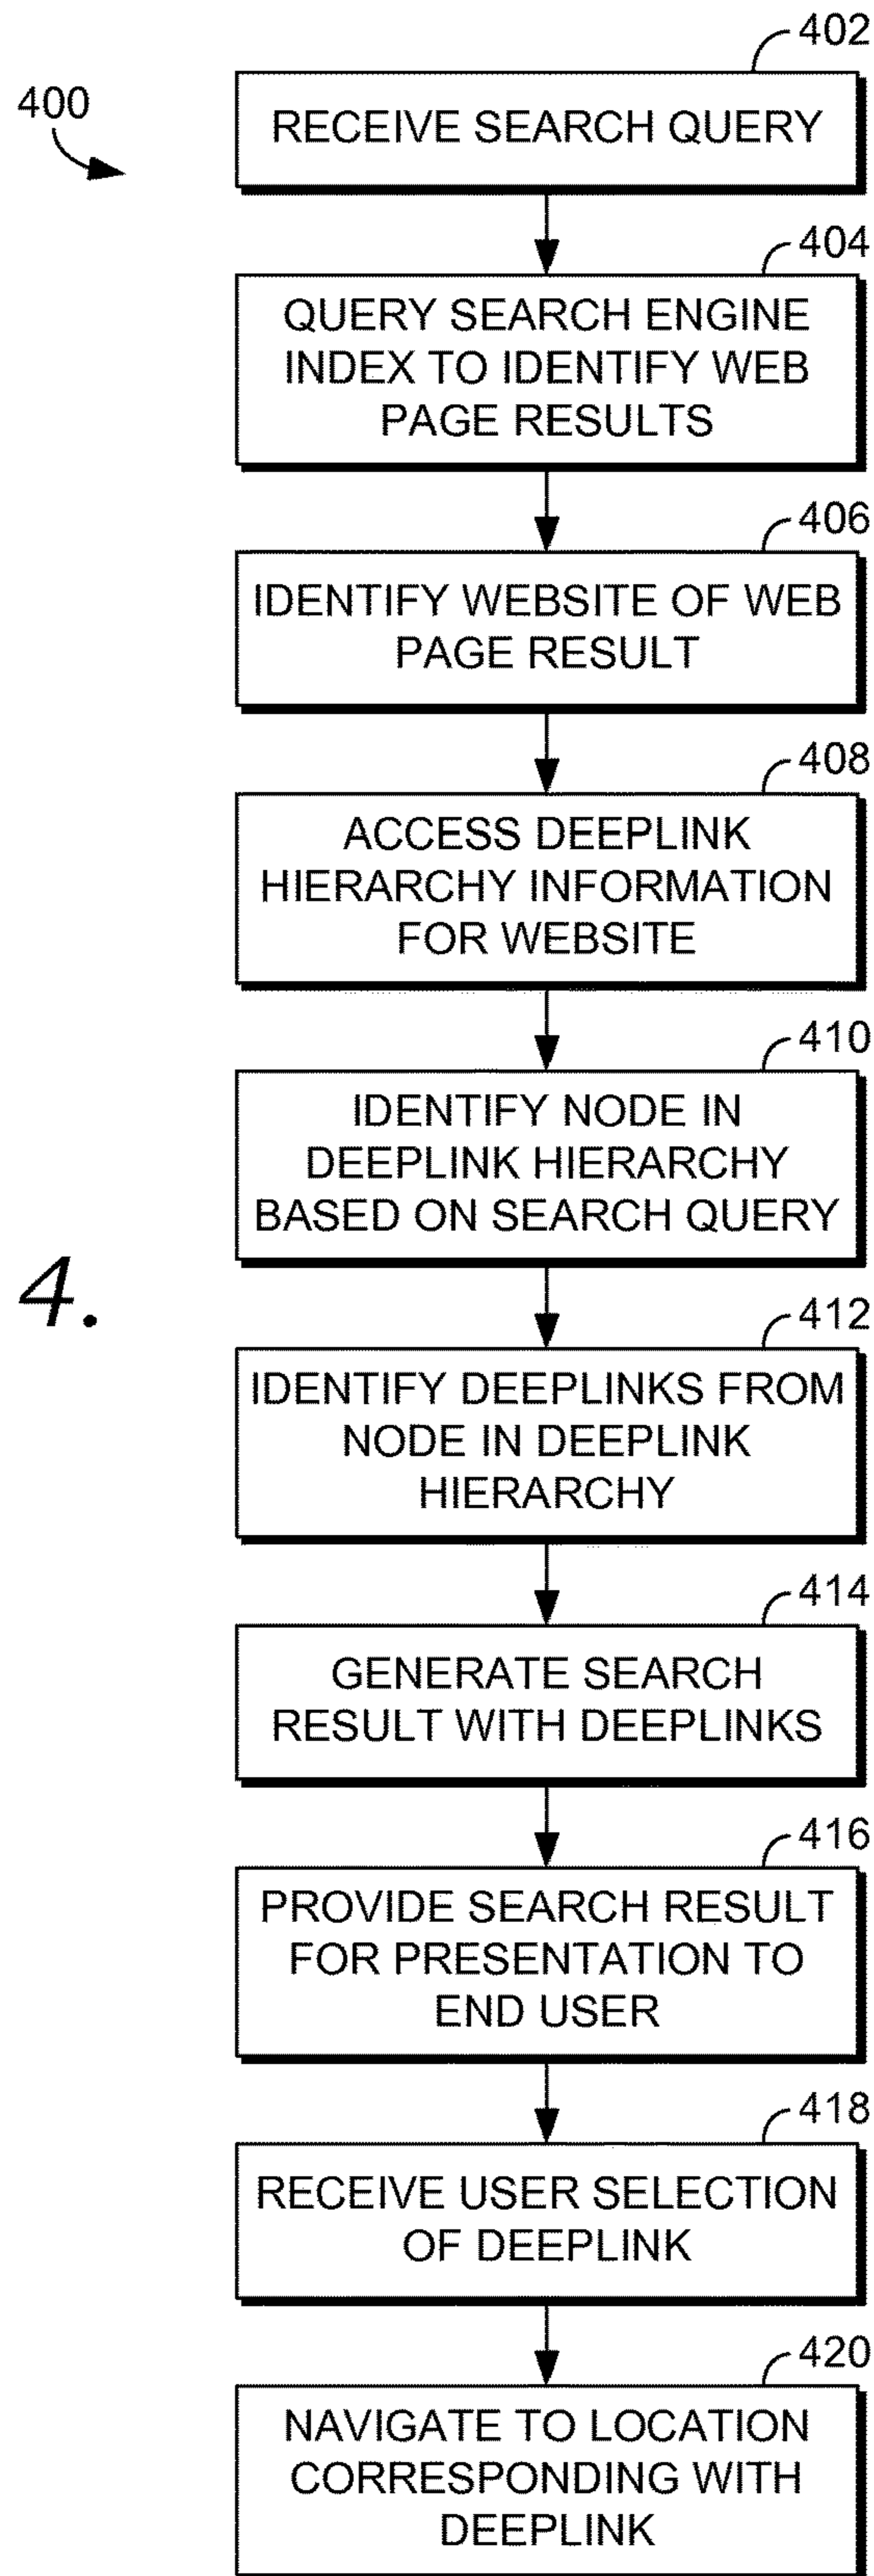 400
402
RECEIVE SEARCH QUERY
404
QUERY SEARCH ENGINE
INDEX TO IDENTIFY WEB
PAGE RESULTS
406
IDENTIFY WEBSITE OF WEB
PAGE RESULT
408
ACCESS DEEPLINK
HIERARCHY INFORMATION
FOR WEBSITE
410
IDENTIFY NODE IN
DEEPLINK HIERARCHY
BASED ON SEARCH QUERY
4.
412
IDENTIFY DEEPLINKS FROM
NODE IN DEEPLINK
HIERARCHY
414
GENERATE SEARCH
RESULT WITH DEEPLINKS
416
PROVIDE SEARCH RESULT
FOR PRESENTATION TO
END USER
418
RECEIVE USER SELECTION
OF DEEPLINK
420
NAVIGATE TO LOCATION
CORRESPONDING WITH
DEEPLINK